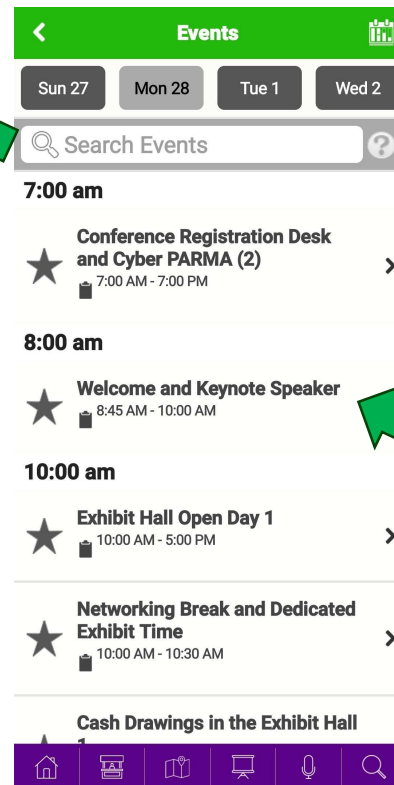 Events
Sun 27 Mon 28 Tue 1 Wed 2
Search Events ?
7:00 am
Conference Registration Desk
and Cyber PARMA (2)
7:00 AM - 7:00 PM
8:00 am
Welcome and Keynote Speaker
8:45 AM - 10:00 AM
10:00 am
Exhibit Hall Open Day 1
10:00 AM - 5:00 PM
Networking Break and Dedicated
Exhibit Time
10:00 AM - 10:30 AM
Cash Drawings in the Exhibit Hall